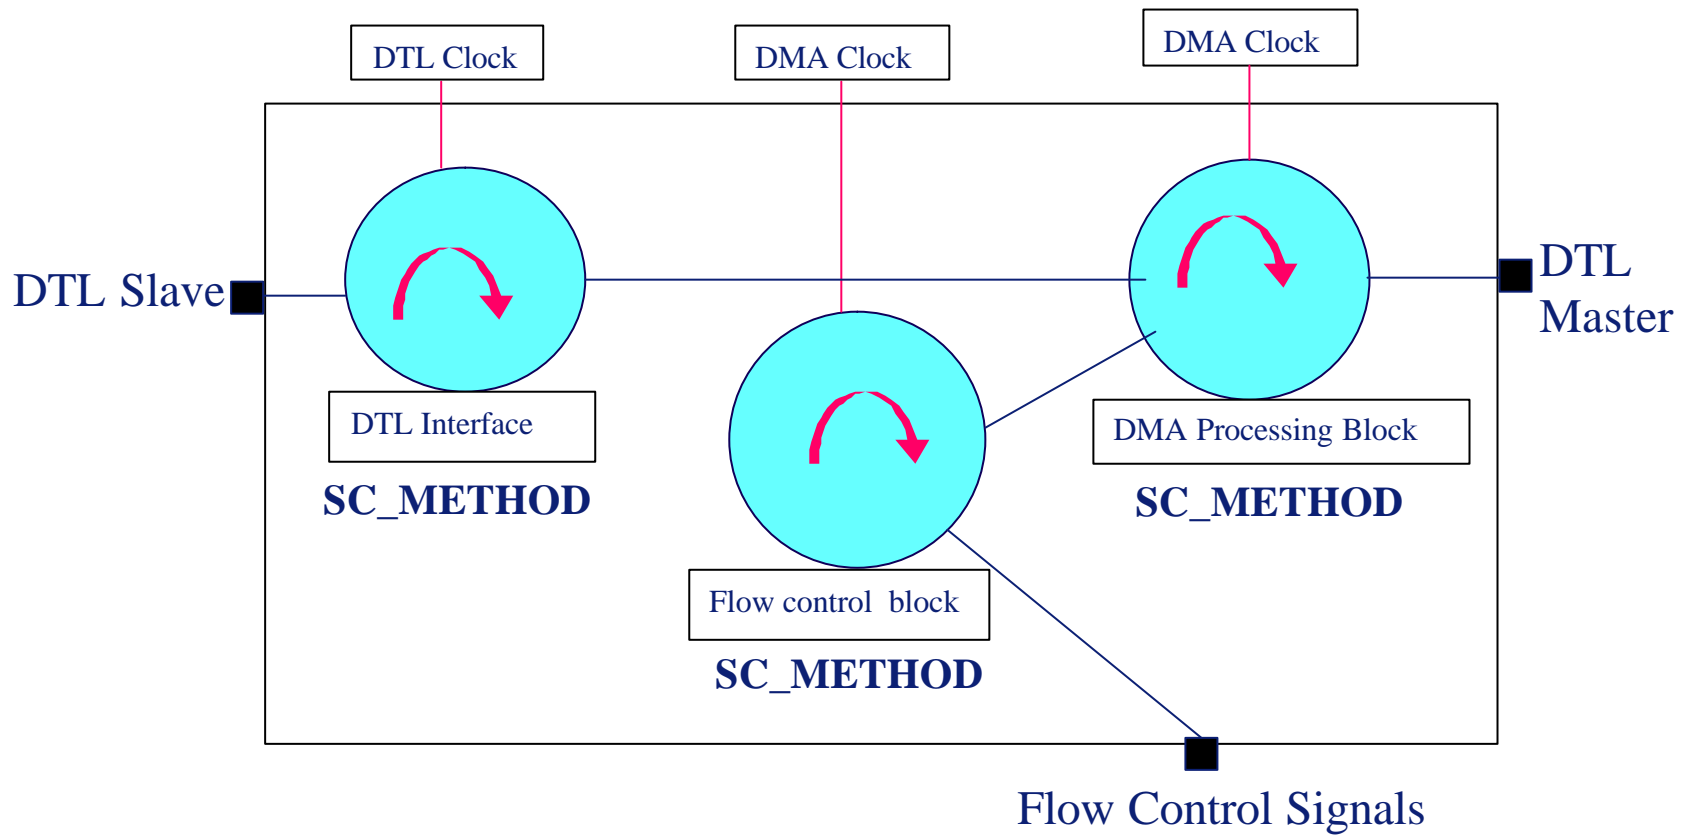 DTL Clock
DMA Clock
DMA Clock
DTL Slave
DTL
Master
DTL Interface
SC_METHOD
DMA Processing Block
SC_METHOD
Flow control block
SC_METHOD
Flow Control Signals